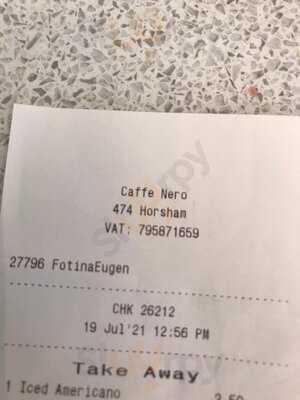 Caffe Nero
474 Horsham
VAT: 795871659
27796 FotinaEugen
CHK 26212
19 Jul'21 12:56 PM
Take Away
1 Iced Americano